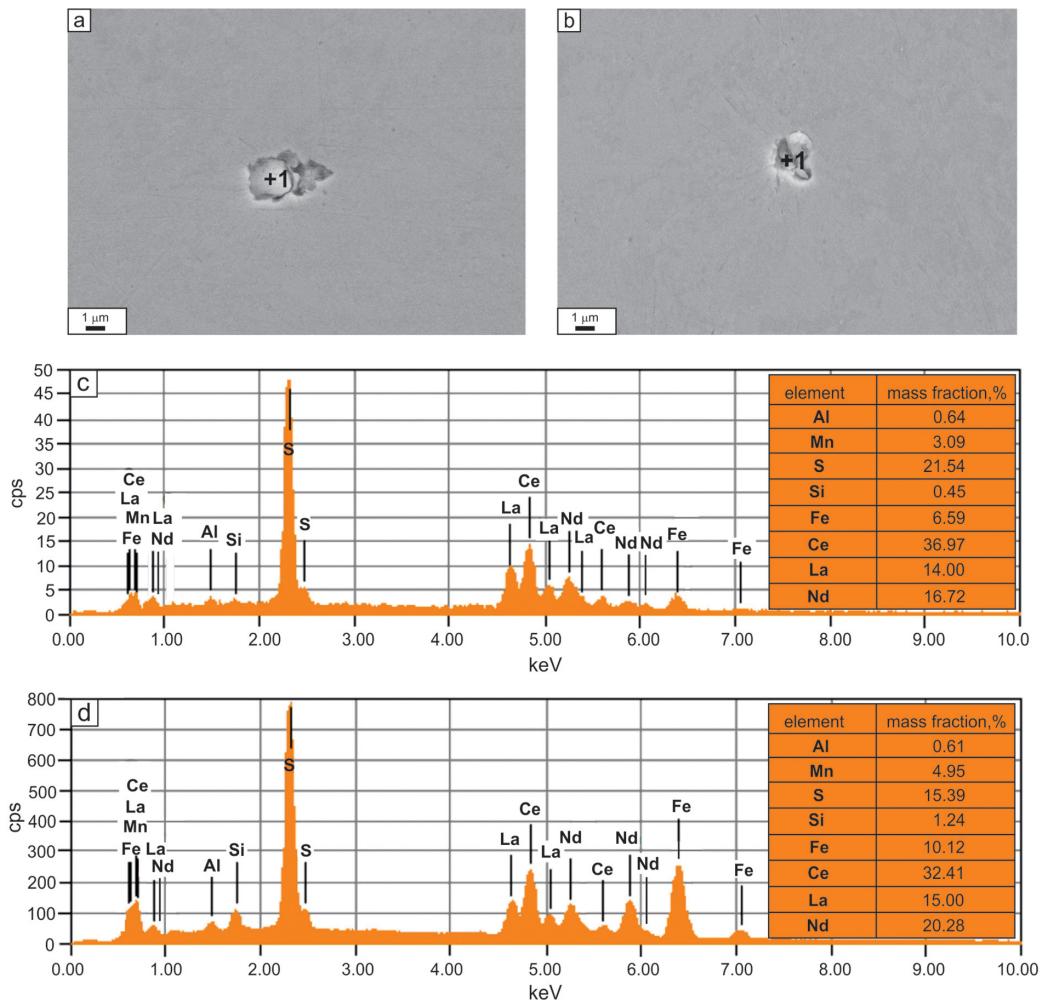 a
+1
1 μm
b
+1
1 μm
c
50
45
40
35
30
25
20
15
10
5
0
cps
Ce
La
Mn La
Fe Nd
Al
Si
S
S
La
Ce
La
Nd
La
Ce
Nd
Nd
Fe
Fe
0.00 1.00 2.00 3.00 4.00 5.00 6.00 7.00 8.00 9.00 10.0
keV
element mass fraction,%
Al 0.64
Mn 3.09
S 21.54
Si 0.45
Fe 6.59
Ce 36.97
La 14.00
Nd 16.72
d
800
700
600
500
400
300
200
100
0
cps
Ce
La
Mn
Fe La
Nd
Al
Si
S
S
La
Ce
La
Nd
Ce
Nd
Nd
Fe
Fe
0.00 1.00 2.00 3.00 4.00 5.00 6.00 7.00 8.00 9.00 10.0
keV
element mass fraction,%
Al 0.61
Mn 4.95
S 15.39
Si 1.24
Fe 10.12
Ce 32.41
La 15.00
Nd 20.28